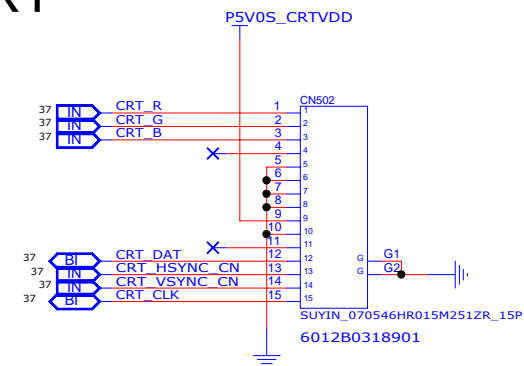 P5V0S_CRTVDD
CN502
37 IN CRT_R 1 1
37 IN CRT_G 2 2
37 IN CRT_B 3 3
4 4
5 5
6 6
7 7
8 8
9 9
10 10
11 11
37 BI CRT_DAT 12 12 G G1
37 IN CRT_HSYNC_CN 13 13 G G2
37 IN CRT_VSYNC_CN 14 14
37 BI CRT_CLK 15 15
SUYIN_070546HR015M251ZR_15P
6012B0318901